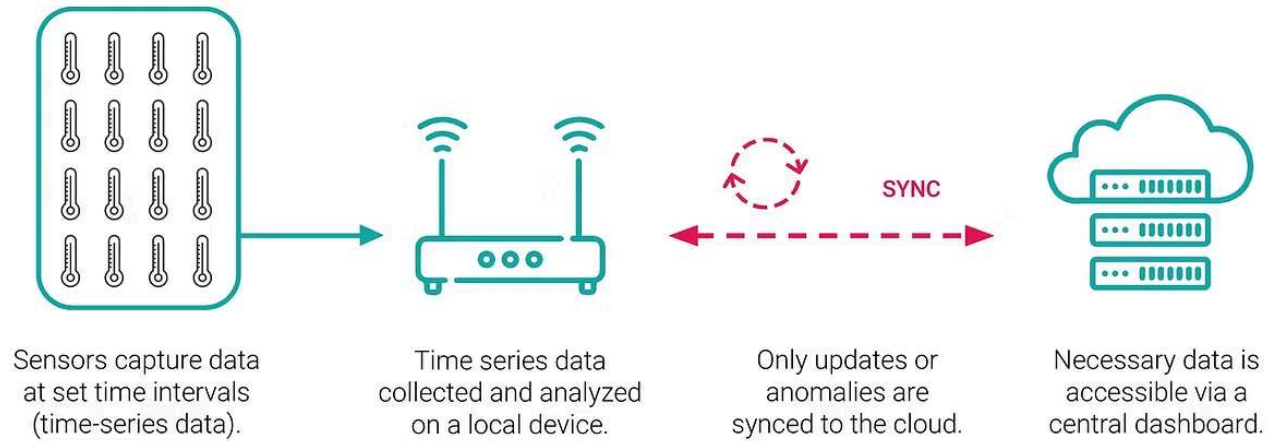 SYNC
Sensors capture data
at set time intervals
(time-series data).
Time series data
collected and analyzed
on a local device.
Only updates or
anomalies are
synced to the cloud.
Necessary data is
accessible via a
central dashboard.